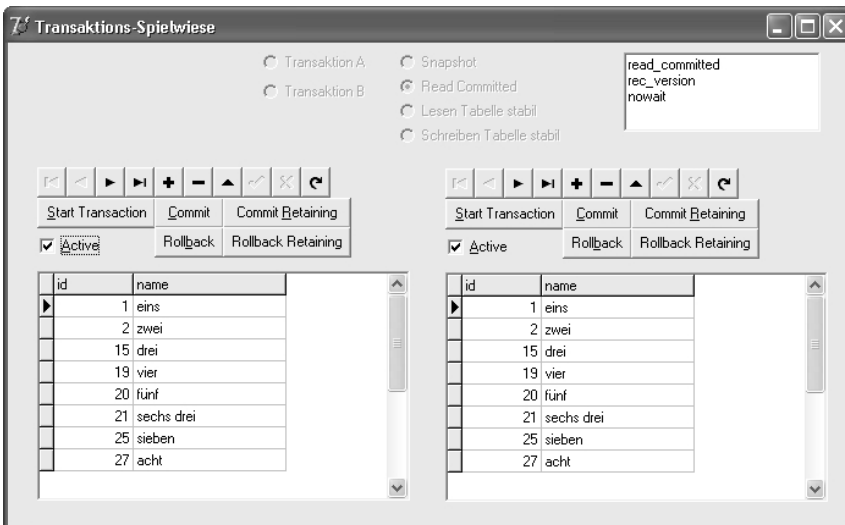 Transaktions-Spielwiese
Transaktion A
Transaktion B
Snapshot
Read Committed
Lesen Tabelle stabil
Schreiben Tabelle stabil
read_committed
rec_version
nowait
Start Transaction Commit Commit Retaining
Active Rollback Rollback Retaining
id name
1 eins
2 zwei
15 drei
19 vier
20 fünf
21 sechs drei
25 sieben
27 acht
Start Transaction Commit Commit Retaining
Active Rollback Rollback Retaining
id name
1 eins
2 zwei
15 drei
19 vier
20 fünf
21 sechs drei
25 sieben
27 acht